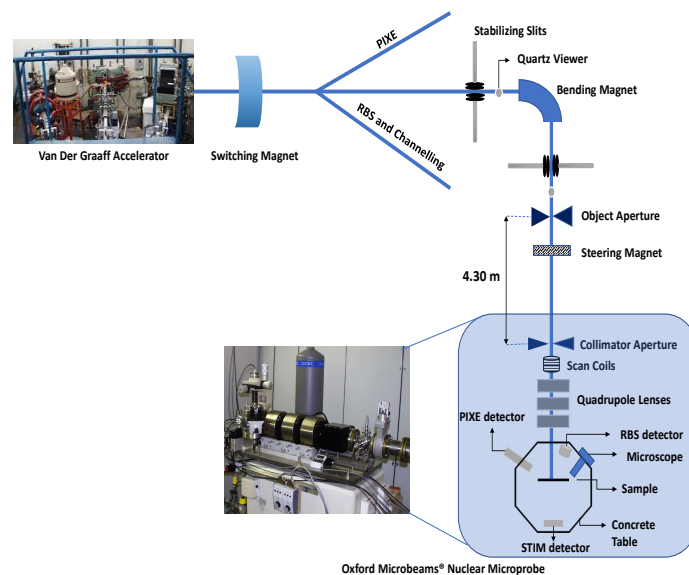 PIXE
Stabilizing Slits
Quartz Viewer
Bending Magnet
RBS and Channelling
Van Der Graaff Accelerator
Switching Magnet
Object Aperture
Steering Magnet
4.30 m
Collimator Aperture
Scan Coils
Quadrupole Lenses
PIXE detector
RBS detector
Microscope
Sample
Concrete
Table
STIM detector
Oxford Microbeams® Nuclear Microprobe